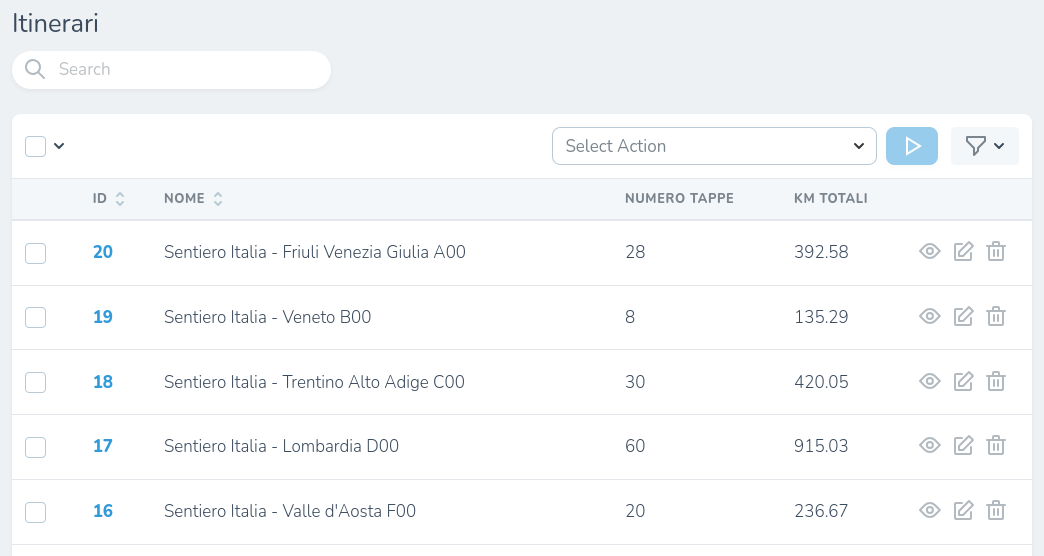 Itinerari
Search
Select Action
ID NOME NUMERO TAPPE KM TOTALI
20 Sentiero Italia - Friuli Venezia Giulia A00 28 392.58
19 Sentiero Italia - Veneto B00 8 135.29
18 Sentiero Italia - Trentino Alto Adige C00 30 420.05
17 Sentiero Italia - Lombardia D00 60 915.03
16 Sentiero Italia - Valle d'Aosta F00 20 236.67